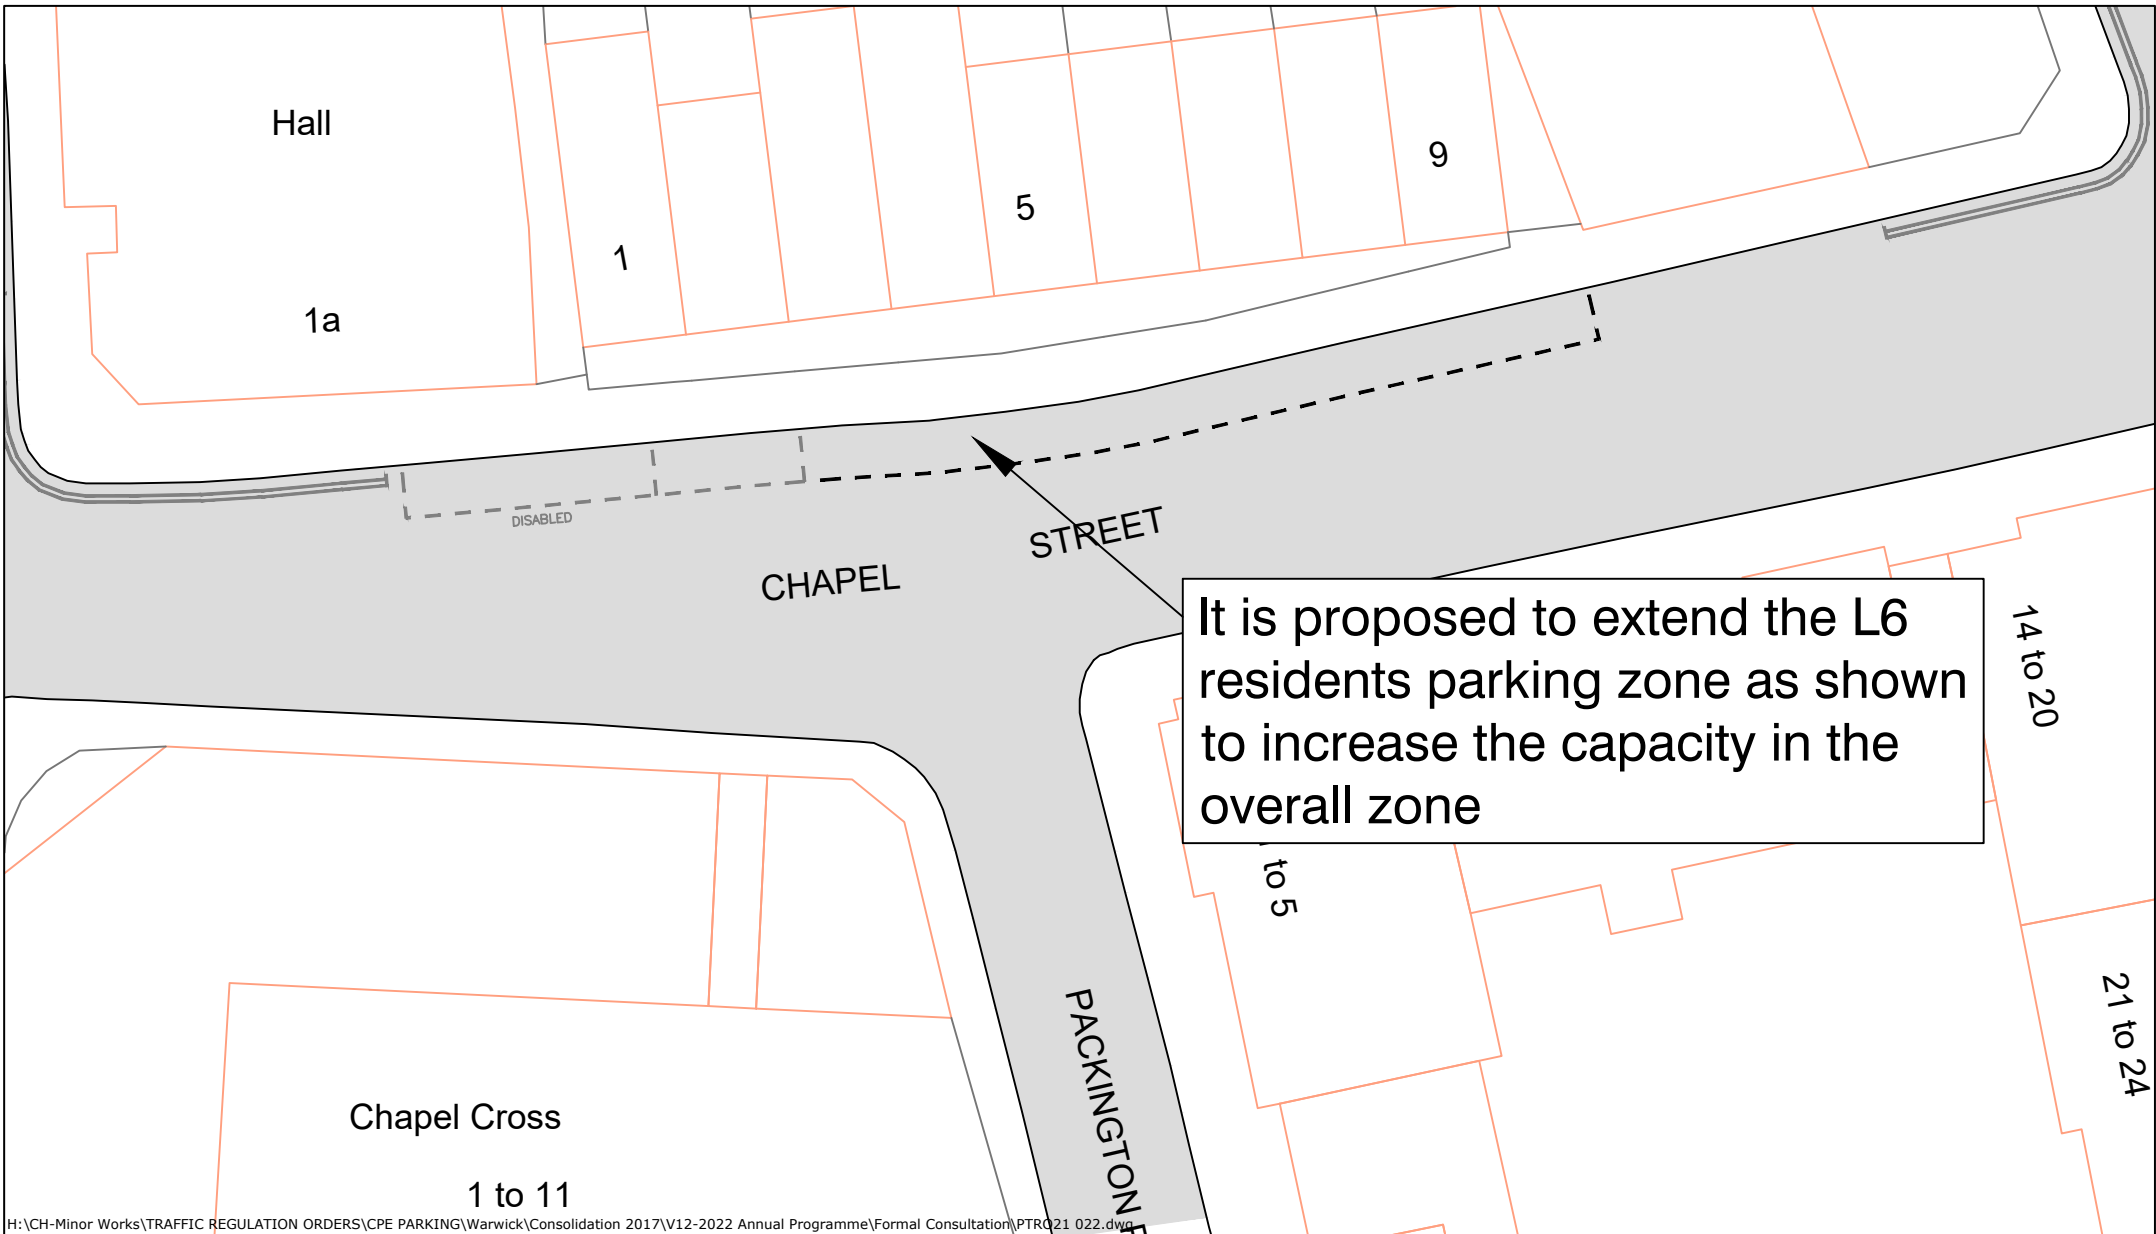 Hall
9
5
1
1a
DISABLED
CHAPEL STREET
It is proposed to extend the L6
residents parking zone as shown
to increase the capacity in the
overall zone
14 to 20
to 5
21 to 24
PACKINGTON
Chapel Cross
1 to 11
H:\CH-Minor Works\TRAFFIC REGULATION ORDERS\CPE PARKING\Warwick\Consolidation 2017\V12-2022 Annual Programme\Formal Consultation\PTRO21 022.dwg